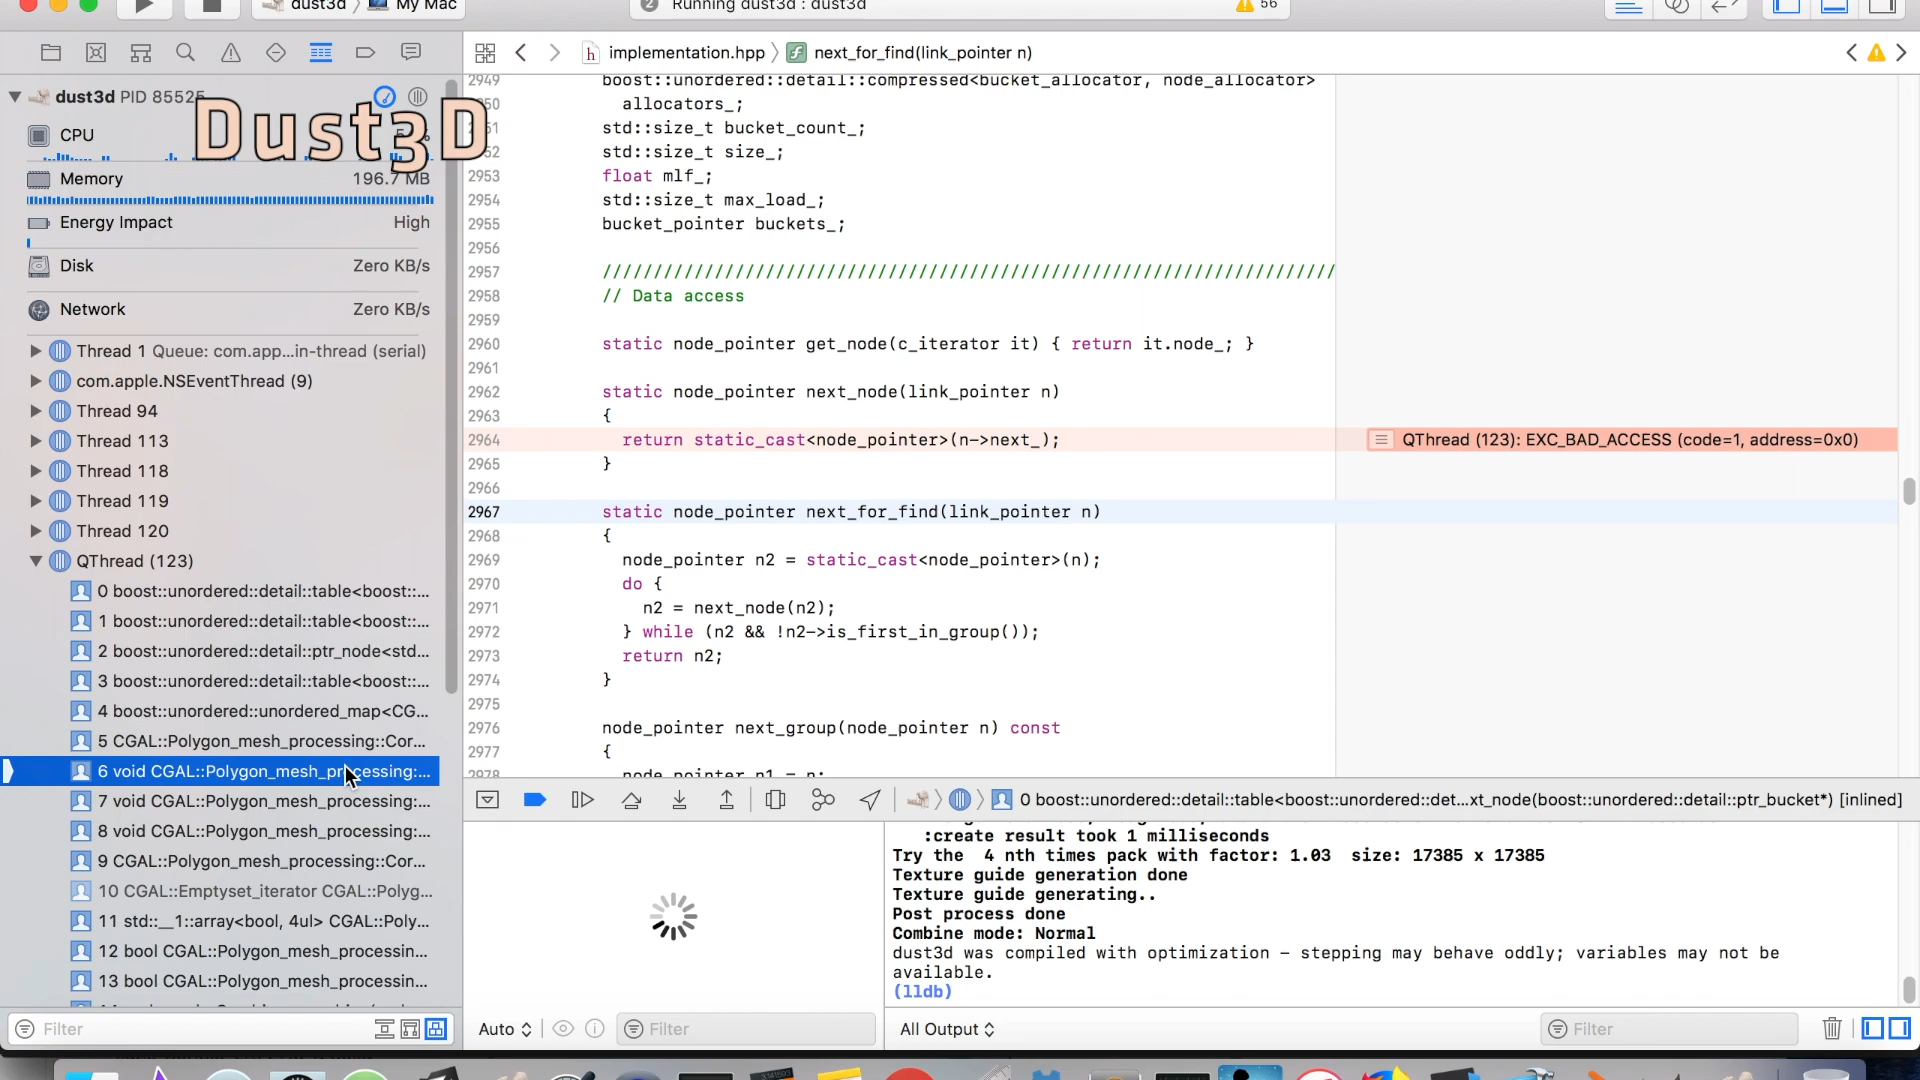 dust3d 〉 My Mac
2 Running dust3d : dust3d
56
implementation.hpp 〉 next_for_find(link_pointer n)
dust3d PID 85525
Dust3D
CPU
Memory 196.7 MB
Energy Impact High
Disk Zero KB/s
Network Zero KB/s
Thread 1 Queue: com.app...in-thread (serial)
com.apple.NSEventThread (9)
Thread 94
Thread 113
Thread 118
Thread 119
Thread 120
QThread (123)
0 boost::unordered::detail::table<boost::...
1 boost::unordered::detail::table<boost::...
2 boost::unordered::detail::ptr_node<std...
3 boost::unordered::detail::table<boost::...
4 boost::unordered::unordered_map<CG...
5 CGAL::Polygon_mesh_processing::Cor...
6 void CGAL::Polygon_mesh_processing:...
7 void CGAL::Polygon_mesh_processing:...
8 void CGAL::Polygon_mesh_processing:...
9 CGAL::Polygon_mesh_processing::Cor...
10 CGAL::Emptyset_iterator CGAL::Polyg...
11 std::__1::array<bool, 4ul> CGAL::Poly...
12 bool CGAL::Polygon_mesh_processin...
13 bool CGAL::Polygon_mesh_processin...
Filter
2949 boost::unordered::detail::compressed<bucket_allocator, node_allocator>
allocators_;
std::size_t bucket_count_;
std::size_t size_;
2953 float mlf_;
2954 std::size_t max_load_;
2955 bucket_pointer buckets_;
2956
2957 /////////////////////////////////////////////////////////////////////////
2958 // Data access
2959
2960 static node_pointer get_node(c_iterator it) { return it.node_; }
2961
2962 static node_pointer next_node(link_pointer n)
2963 {
2964 return static_cast<node_pointer>(n->next_); QThread (123): EXC_BAD_ACCESS (code=1, address=0x0)
2965 }
2966
2967 static node_pointer next_for_find(link_pointer n)
2968 {
2969 node_pointer n2 = static_cast<node_pointer>(n);
2970 do {
2971 n2 = next_node(n2);
2972 } while (n2 && !n2->is_first_in_group());
2973 return n2;
2974 }
2975
2976 node_pointer next_group(node_pointer n) const
2977 {
2978 node_pointer n1 = n;
0 boost::unordered::detail::table<boost::unordered::det...xt_node(boost::unordered::detail::ptr_bucket*) [inlined]
:create result took 1 milliseconds
Try the  4 nth times pack with factor: 1.03  size: 17385 x 17385
Texture guide generation done
Texture guide generating..
Post process done
Combine mode: Normal
dust3d was compiled with optimization – stepping may behave oddly; variables may not be
available.
(lldb)
Auto
Filter
All Output
Filter